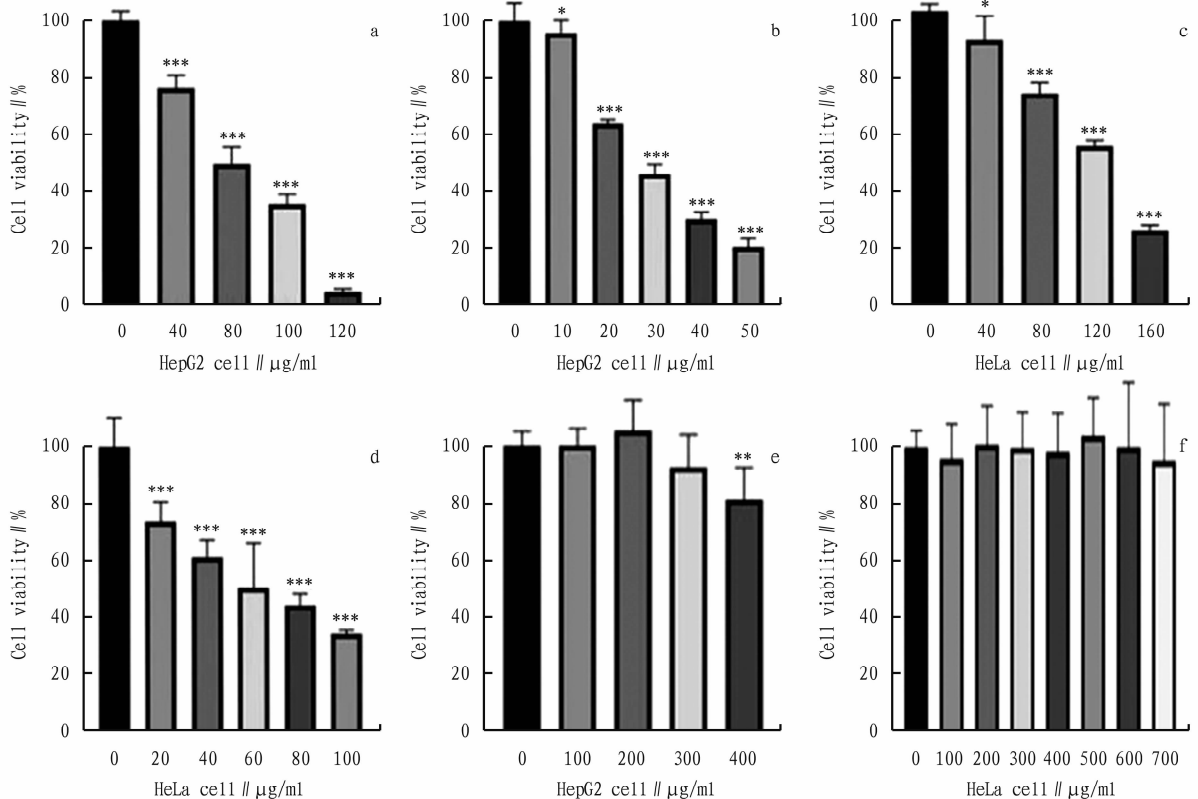 Cell viability∥%
100
80
60
40
20
0
a
***
***
***
***
0 40 80 100 120
HepG2 cell∥μg/ml
Cell viability∥%
100
80
60
40
20
0
b
*
***
***
***
***
0 10 20 30 40 50
HepG2 cell∥μg/ml
Cell viability∥%
100
80
60
40
20
0
c
*
***
***
***
0 40 80 120 160
HeLa cell∥μg/ml
Cell viability∥%
100
80
60
40
20
0
d
***
***
***
***
***
0 20 40 60 80 100
HeLa cell∥μg/ml
Cell viability∥%
100
80
60
40
20
0
e
**
0 100 200 300 400
HepG2 cell∥μg/ml
Cell viability∥%
100
80
60
40
20
0
f
0 100 200 300 400 500 600 700
HeLa cell∥μg/ml